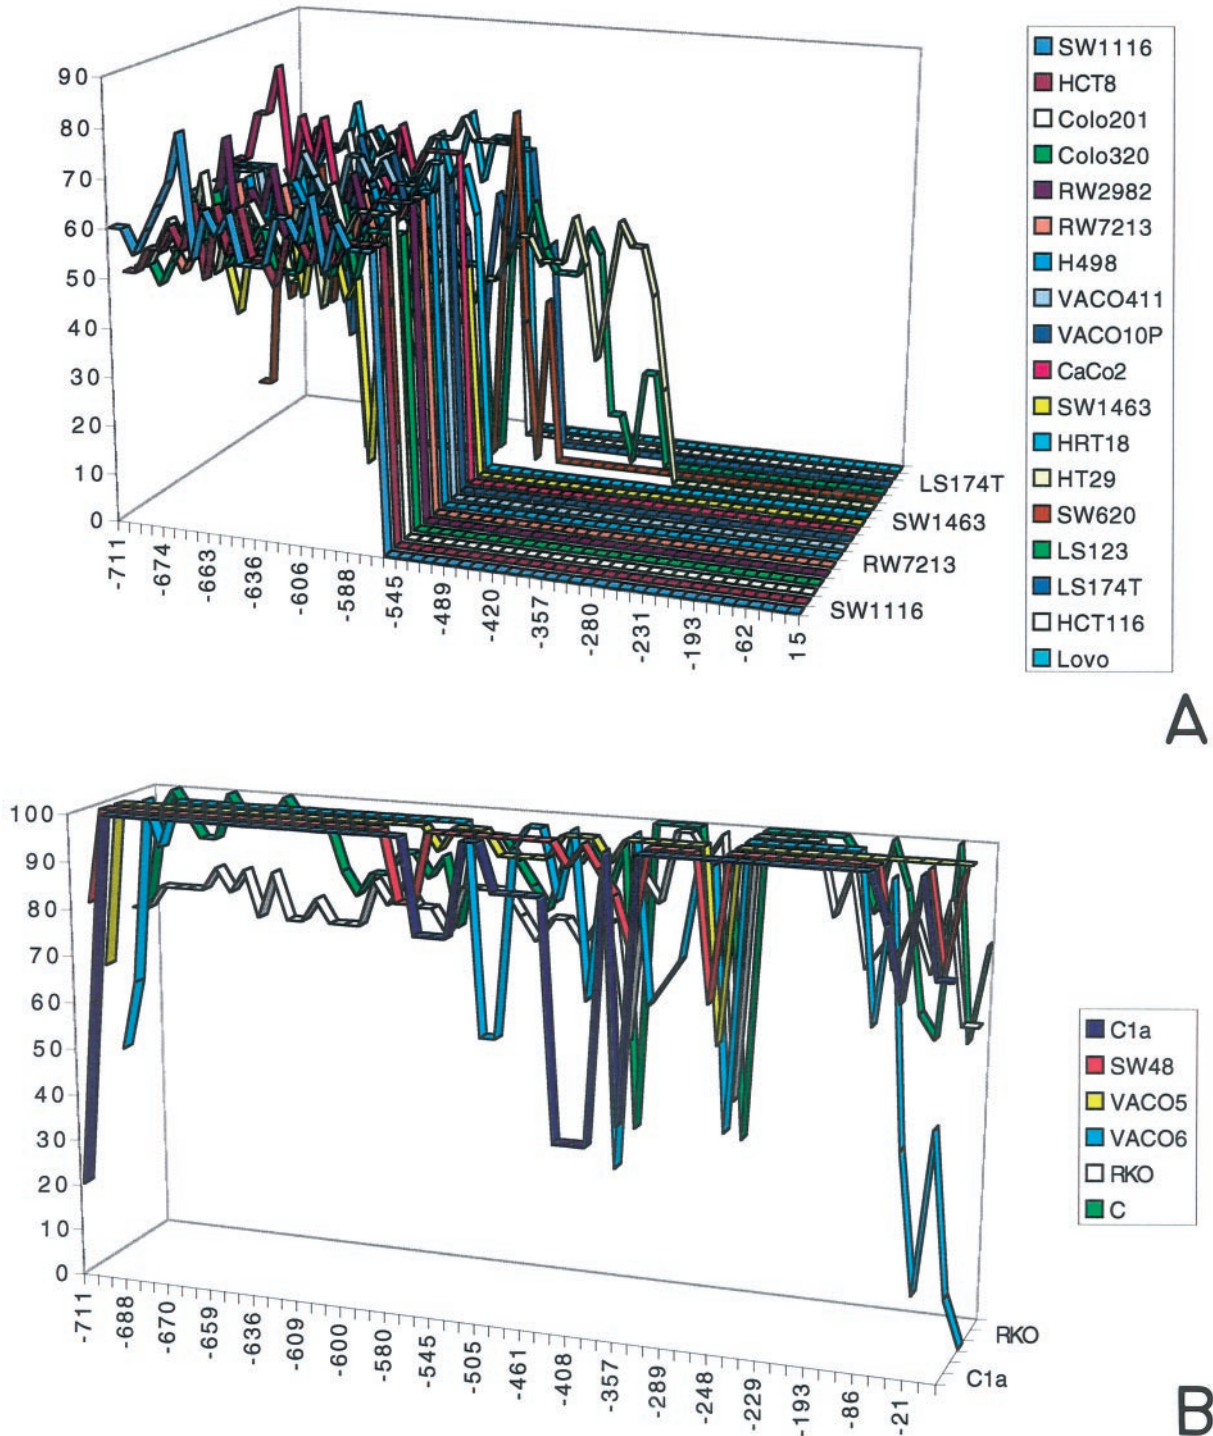 90
80
70
60
50
40
30
20
10
0
-711
-674
-663
-636
-606
-588
-545
-489
-420
-357
-280
-231
-193
-62
15
LS174T
SW1463
RW7213
SW1116
SW1116
HCT8
Colo201
Colo320
RW2982
RW7213
H498
VACO411
VACO10P
CaCo2
SW1463
HRT18
HT29
SW620
LS123
LS174T
HCT116
Lovo
A
100
90
80
70
60
50
40
30
20
10
0
-711
-688
-670
-659
-636
-609
-600
-580
-545
-505
-461
-408
-357
-289
-248
-229
-193
-86
-21
RKO
C1a
C1a
SW48
VACO5
VACO6
RKO
C
B